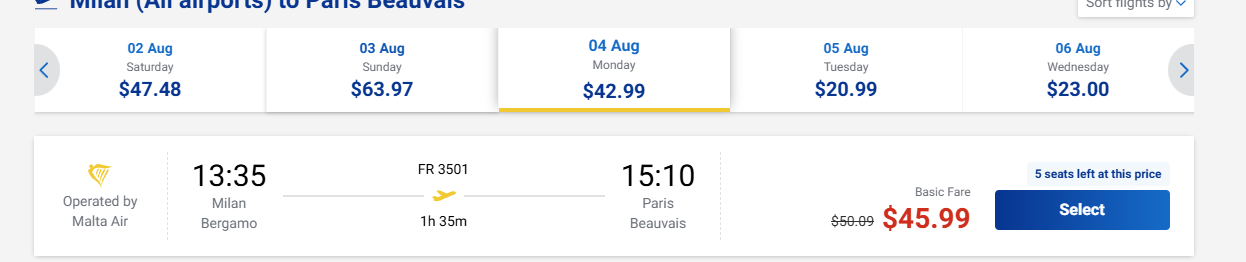 Milan (All airports) to Paris Beauvais
Sort flights by
02 Aug
Saturday
$47.48
03 Aug
Sunday
$63.97
04 Aug
Monday
$42.99
05 Aug
Tuesday
$20.99
06 Aug
Wednesday
$23.00
Operated by
Malta Air
13:35
Milan
Bergamo
FR 3501
1h 35m
15:10
Paris
Beauvais
Basic Fare
$50.09 $45.99
5 seats left at this price
Select